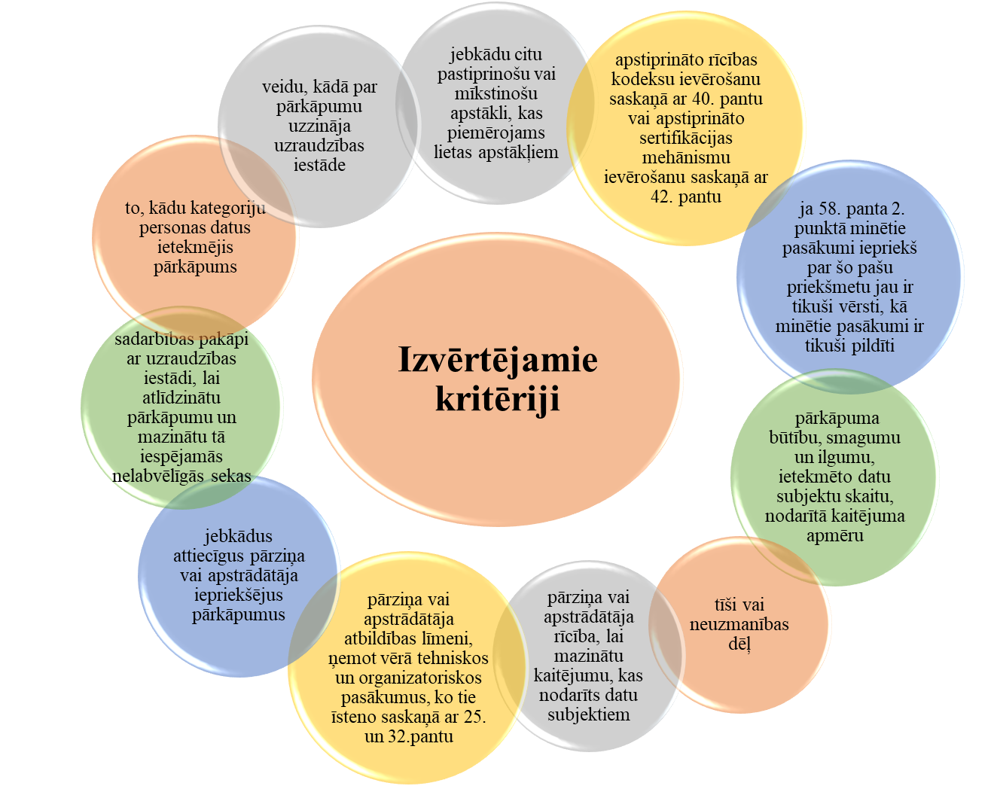 jebkādu citu
pastiprinošu vai
mīkstinošu
apstākli, kas
piemērojams
lietas apstākļiem
apstiprināto rīcības
kodeksu ievērošanu
saskaņā ar 40. pantu
vai apstiprināto
sertifikācijas
mehānismu
ievērošanu saskaņā ar
42. pantu
ja 58. panta 2.
punktā minētie
pasākumi iepriekš
par šo pašu
priekšmetu jau ir
tikuši vērsti, kā
minētie pasākumi ir
tikuši pildīti
pārkāpuma
būtību, smagumu
un ilgumu,
ietekmēto datu
subjektu skaitu,
nodarītā kaitējuma
apmēru
tīši vai
neuzmanības
dēļ
pārziņa vai
apstrādātāja
rīcība, lai
mazinātu
kaitējumu, kas
nodarīts datu
subjektiem
pārziņa vai
apstrādātāja
atbildības līmeni,
ņemot vērā tehniskos
un organizatoriskos
pasākumus, ko tie
īsteno saskaņā ar 25.
un 32.pantu
jebkādus
attiecīgus pārziņa
vai apstrādātāja
iepriekšējus
pārkāpumus
sadarbības pakāpi
ar uzraudzības
iestādi, lai
atlīdzinātu
pārkāpumu un
mazinātu tā
iespējamās
nelabvēlīgās sekas
to, kādu kategoriju
personas datus
ietekmējis
pārkāpums
veidu, kādā par
pārkāpumu
uzzināja
uzraudzības
iestāde
Izvērtējamie
kritēriji